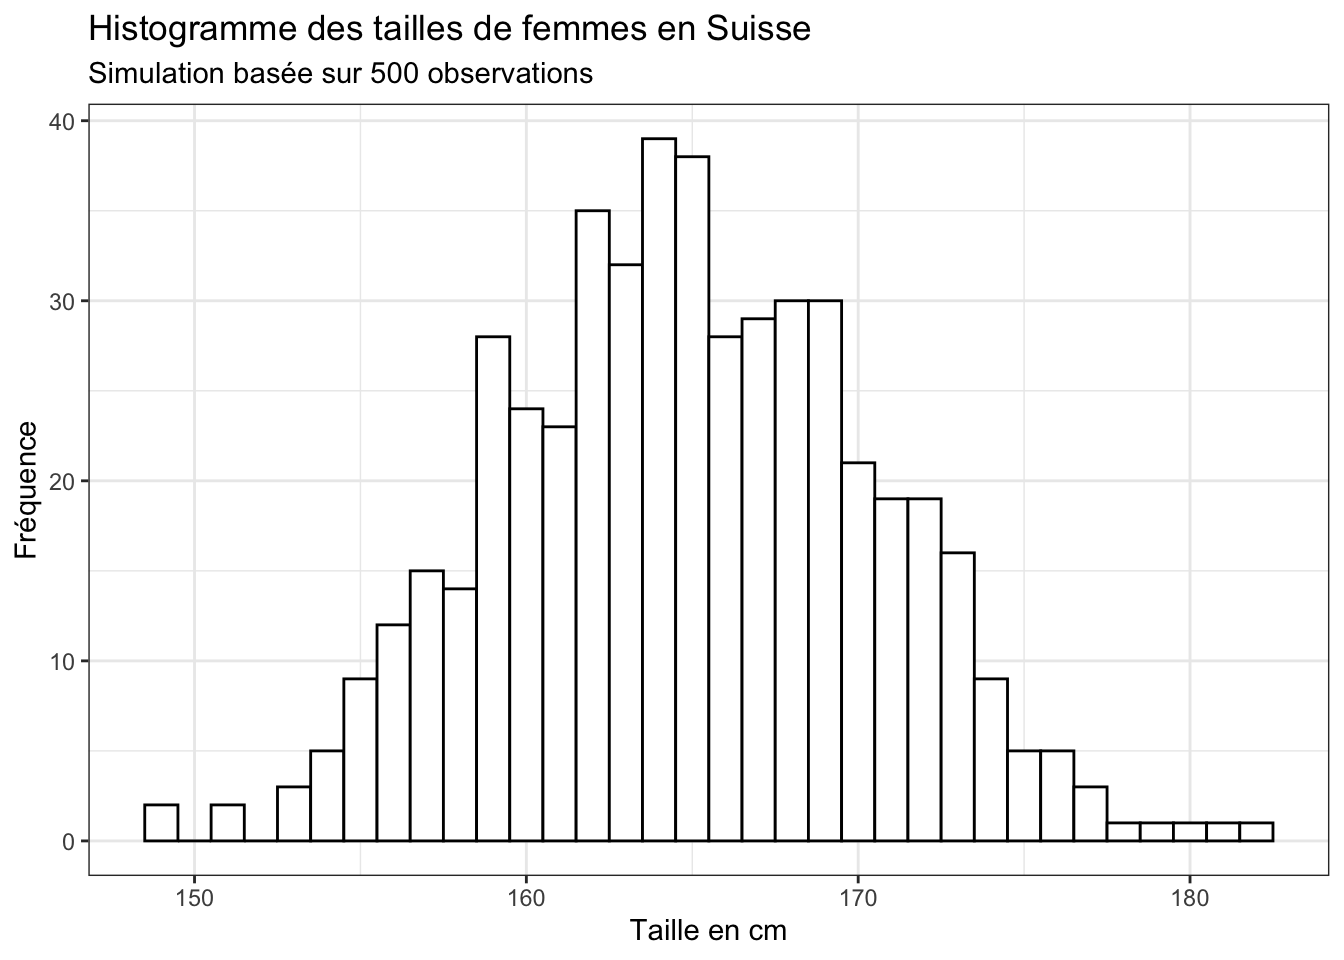 Histogramme des tailles de femmes en Suisse
Simulation basée sur 500 observations
40
30
20
10
0
Fréquence
150 160 170 180
Taille en cm